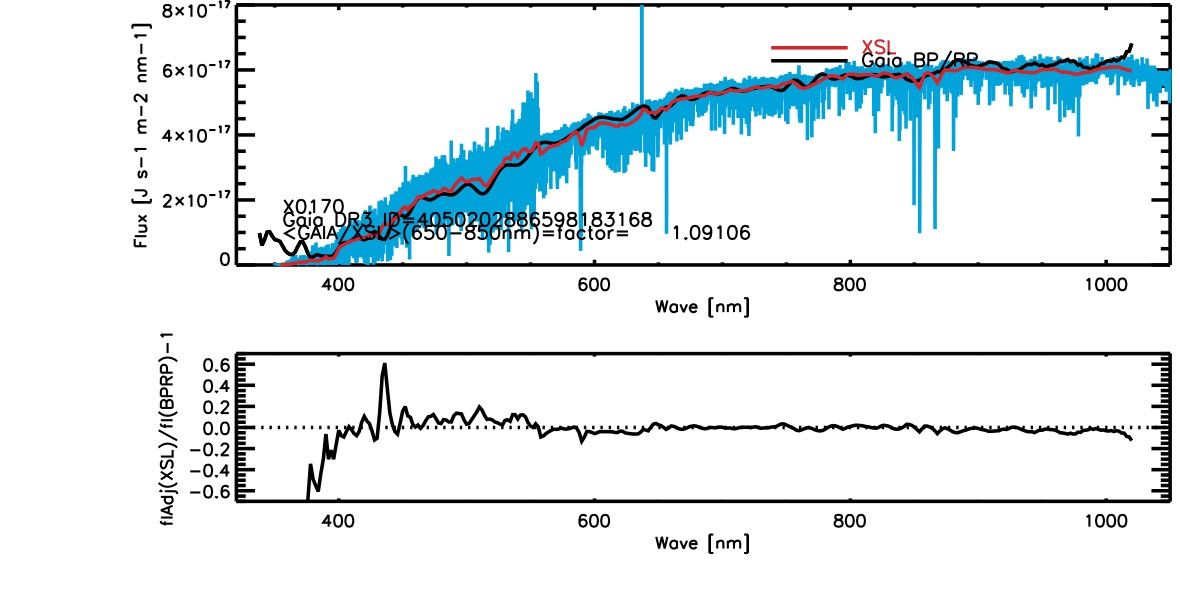 8×10−17
6×10−17
4×10−17
2×10−17
0
Flux [J s−1 m−2 nm−1]
XSL
Gaia BP/RP
X0170
Gaia DR3 ID=4050202886598183168
<GAIA/XSL>(650−850nm)=factor= 1.09106
400 600 800 1000
Wave [nm]
0.6
0.4
0.2
0.0
−0.2
−0.4
−0.6
flAdj(XSL)/fl(BPRP)−1
400 600 800 1000
Wave [nm]